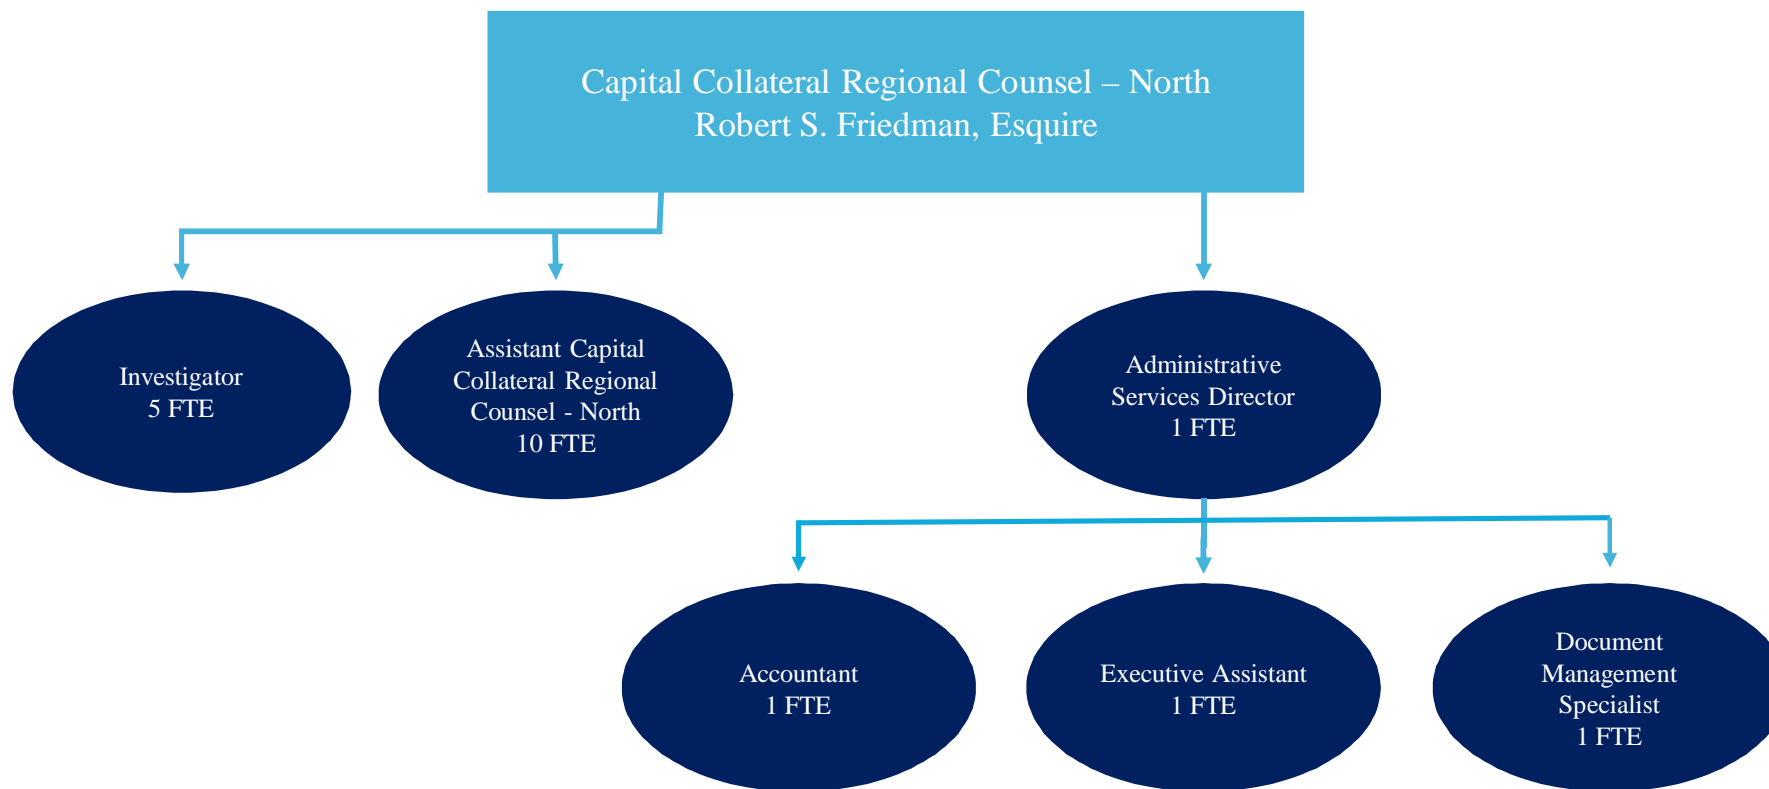 Capital Collateral Regional Counsel – North
Robert S. Friedman, Esquire
Investigator
5 FTE
Assistant Capital
Collateral Regional
Counsel - North
10 FTE
Administrative
Services Director
1 FTE
Accountant
1 FTE
Executive Assistant
1 FTE
Document
Management
Specialist
1 FTE